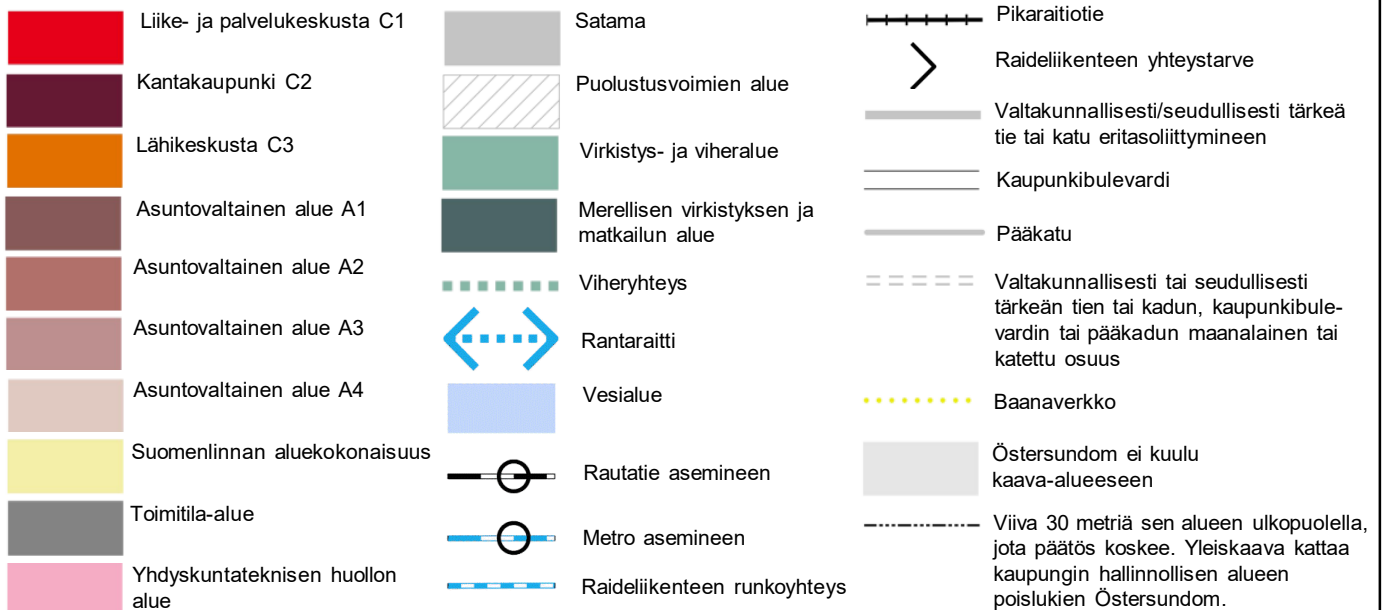 Liike- ja palvelukeskusta C1
Kantakaupunki C2
Lähikeskusta C3
Asuntovaltainen alue A1
Asuntovaltainen alue A2
Asuntovaltainen alue A3
Asuntovaltainen alue A4
Suomenlinnan aluekokonaisuus
Toimitila-alue
Yhdyskuntateknisen huollon
alue
Satama
Puolustusvoimien alue
Virkistys- ja viheralue
Merellisen virkistyksen ja
matkailun alue
Viheryhteys
Rantaraitti
Vesialue
Rautatie asemineen
Metro asemineen
Raideliikenteen runkoyhteys
Pikaraitiotie
Raideliikenteen yhteystarve
Valtakunnallisesti/seudullisesti tärkeä
tie tai katu eritasoliittymineen
Kaupunkibulevardi
Pääkatu
Valtakunnallisesti tai seudullisesti
tärkeän tien tai kadun, kaupunkibule-
vardin tai pääkadun maanalainen tai
katettu osuus
Baanaverkko
Östersundom ei kuulu
kaava-alueeseen
Viiva 30 metriä sen alueen ulkopuolella,
jota päätös koskee. Yleiskaava kattaa
kaupungin hallinnollisen alueen
poislukien Östersundom.